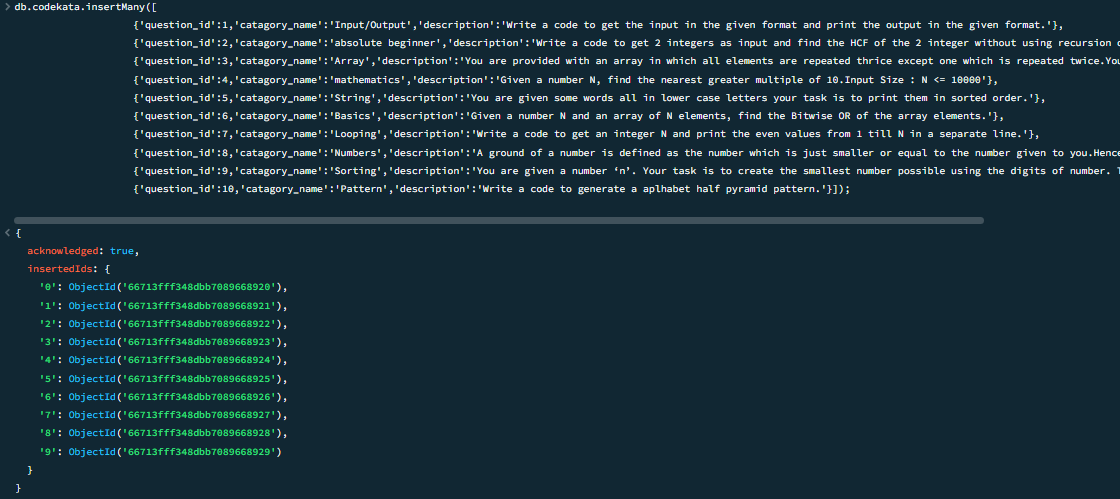 db.codekata.insertMany([
{'question_id':1,'catagory_name':'Input/Output','description':'Write a code to get the input in the given format and print the output in the given format.'},
{'question_id':2,'catagory_name':'absolute beginner','description':'Write a code to get 2 integers as input and find the HCF of the 2 integer without using recursion
{'question_id':3,'catagory_name':'Array','description':'You are provided with an array in which all elements are repeated thrice except one which is repeated twice.You
{'question_id':4,'catagory_name':'mathematics','description':'Given a number N, find the nearest greater multiple of 10.Input Size : N <= 10000'},
{'question_id':5,'catagory_name':'String','description':'You are given some words all in lower case letters your task is to print them in sorted order.'},
{'question_id':6,'catagory_name':'Basics','description':'Given a number N and an array of N elements, find the Bitwise OR of the array elements.'},
{'question_id':7,'catagory_name':'Looping','description':'Write a code to get an integer N and print the even values from 1 till N in a separate line.'},
{'question_id':8,'catagory_name':'Numbers','description':'A ground of a number is defined as the number which is just smaller or equal to the number given to you.Hence
{'question_id':9,'catagory_name':'Sorting','description':'You are given a number ‘n’. Your task is to create the smallest number possible using the digits of number.
{'question_id':10,'catagory_name':'Pattern','description':'Write a code to generate a aplhabet half pyramid pattern.'}]);
{
acknowledged: true,
insertedIds: {
'0': ObjectId('66713fff348dbb7089668920'),
'1': ObjectId('66713fff348dbb7089668921'),
'2': ObjectId('66713fff348dbb7089668922'),
'3': ObjectId('66713fff348dbb7089668923'),
'4': ObjectId('66713fff348dbb7089668924'),
'5': ObjectId('66713fff348dbb7089668925'),
'6': ObjectId('66713fff348dbb7089668926'),
'7': ObjectId('66713fff348dbb7089668927'),
'8': ObjectId('66713fff348dbb7089668928'),
'9': ObjectId('66713fff348dbb7089668929')
}
}